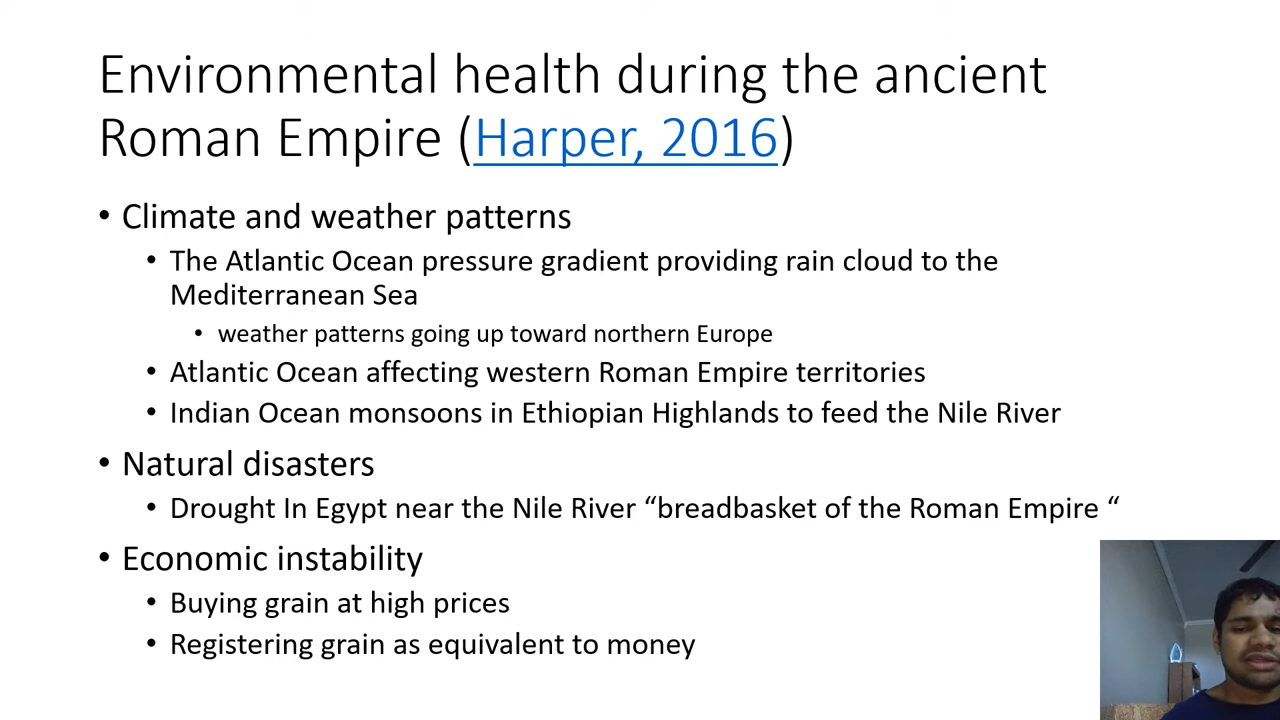 Environmental health during the ancient
Roman Empire (Harper, 2016)
• Climate and weather patterns
• The Atlantic Ocean pressure gradient providing rain cloud to the
Mediterranean Sea
• weather patterns going up toward northern Europe
• Atlantic Ocean affecting western Roman Empire territories
• Indian Ocean monsoons in Ethiopian Highlands to feed the Nile River
• Natural disasters
• Drought In Egypt near the Nile River “breadbasket of the Roman Empire “
• Economic instability
• Buying grain at high prices
• Registering grain as equivalent to money